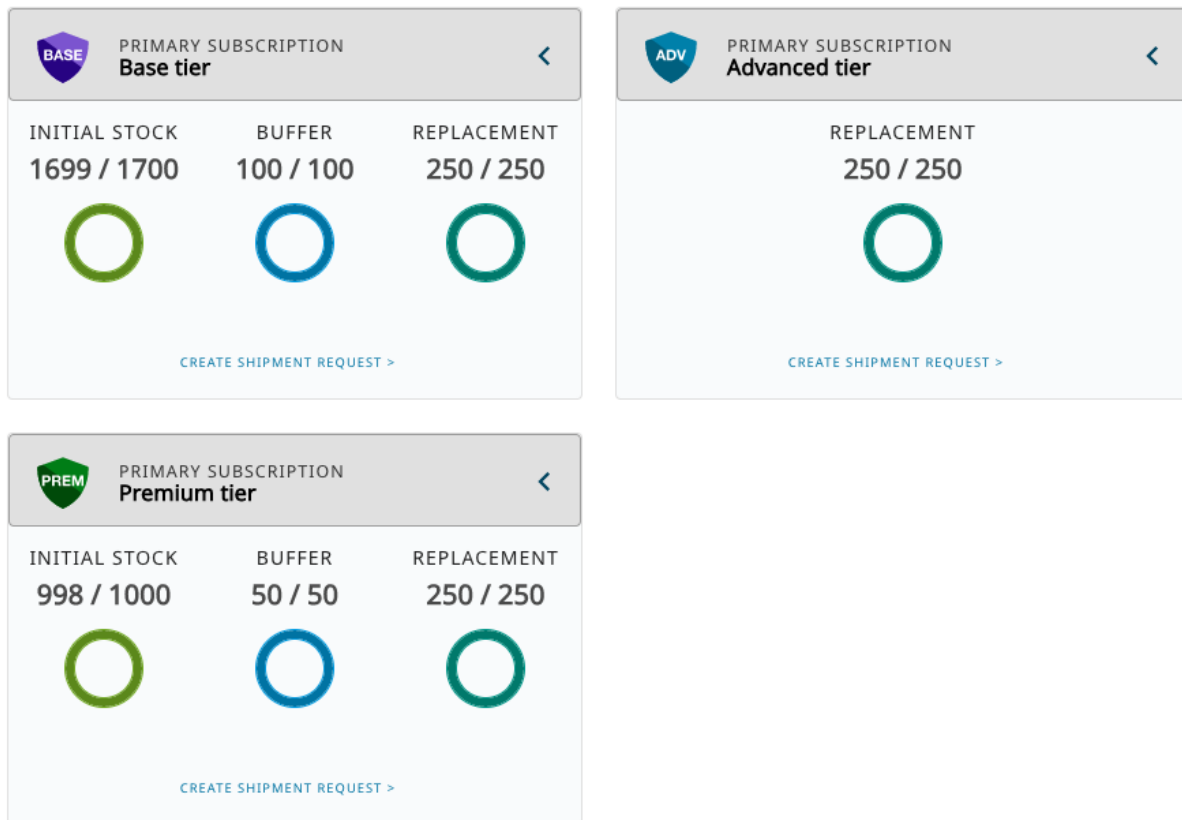 BASE
PRIMARY SUBSCRIPTION
Base tier
INITIAL STOCK
BUFFER
REPLACEMENT
1699 / 1700
100 / 100
250 / 250
CREATE SHIPMENT REQUEST >
ADV
PRIMARY SUBSCRIPTION
Advanced tier
REPLACEMENT
250 / 250
CREATE SHIPMENT REQUEST >
PREM
PRIMARY SUBSCRIPTION
Premium tier
INITIAL STOCK
BUFFER
REPLACEMENT
998 / 1000
50 / 50
250 / 250
CREATE SHIPMENT REQUEST >